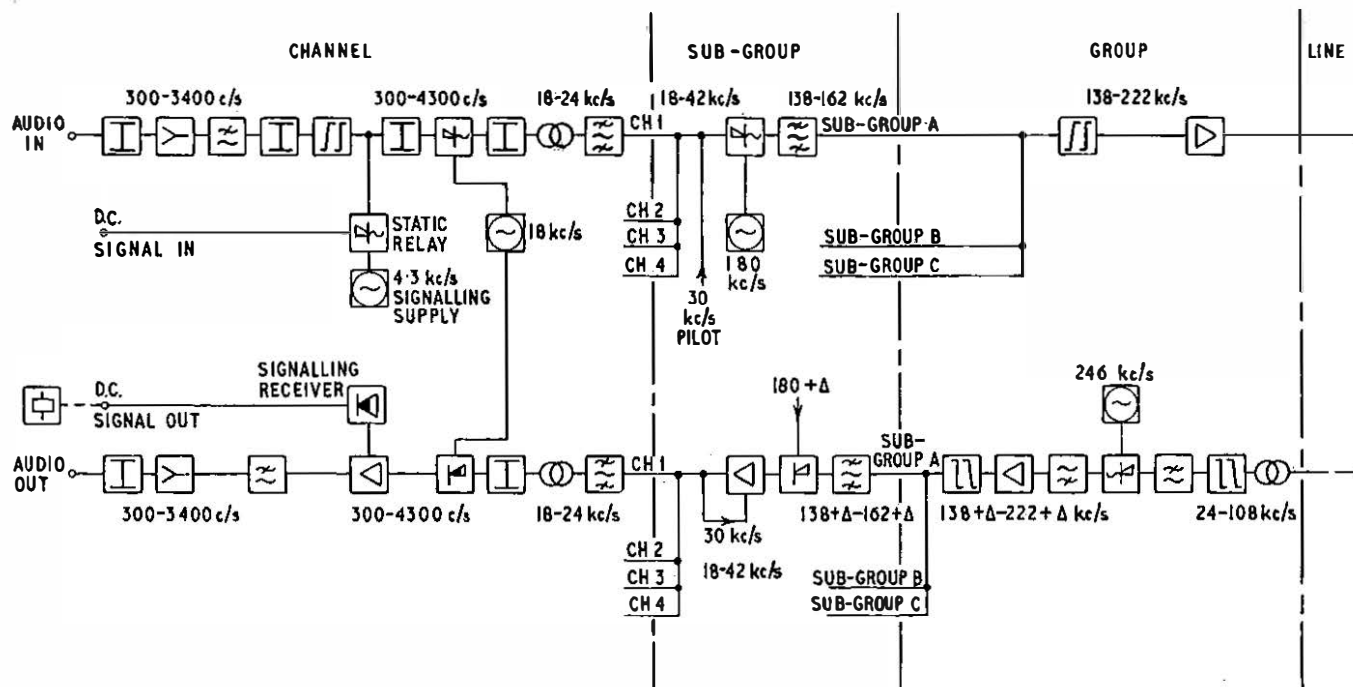 CHANNEL
SUB-GROUP
GROUP
LINE
300-3400 c/s
300-4300 c/s
18-24 kc/s
18-42 kc/s
138-162 kc/s
138-222 kc/s
AUDIO
IN
CH 1
SUB-GROUP A
D.C.
SIGNAL IN
STATIC
RELAY
18 kc/s
CH 2
CH 3
CH 4
180
kc/s
SUB-GROUP B
SUB-GROUP C
4·3 kc/s
SIGNALLING
SUPPLY
30
kc/s
PILOT
SIGNALLING
RECEIVER
D.C.
SIGNAL OUT
180+Δ
246 kc/s
AUDIO
OUT
CH 1
SUB-
GROUP A
300-3400 c/s
300-4300 c/s
18-24 kc/s
30 kc/s
18-42 kc/s
138+Δ-162+Δ
138+Δ-222+Δ kc/s
24-108 kc/s
CH 2
CH 3
CH 4
SUB-GROUP B
SUB-GROUP C